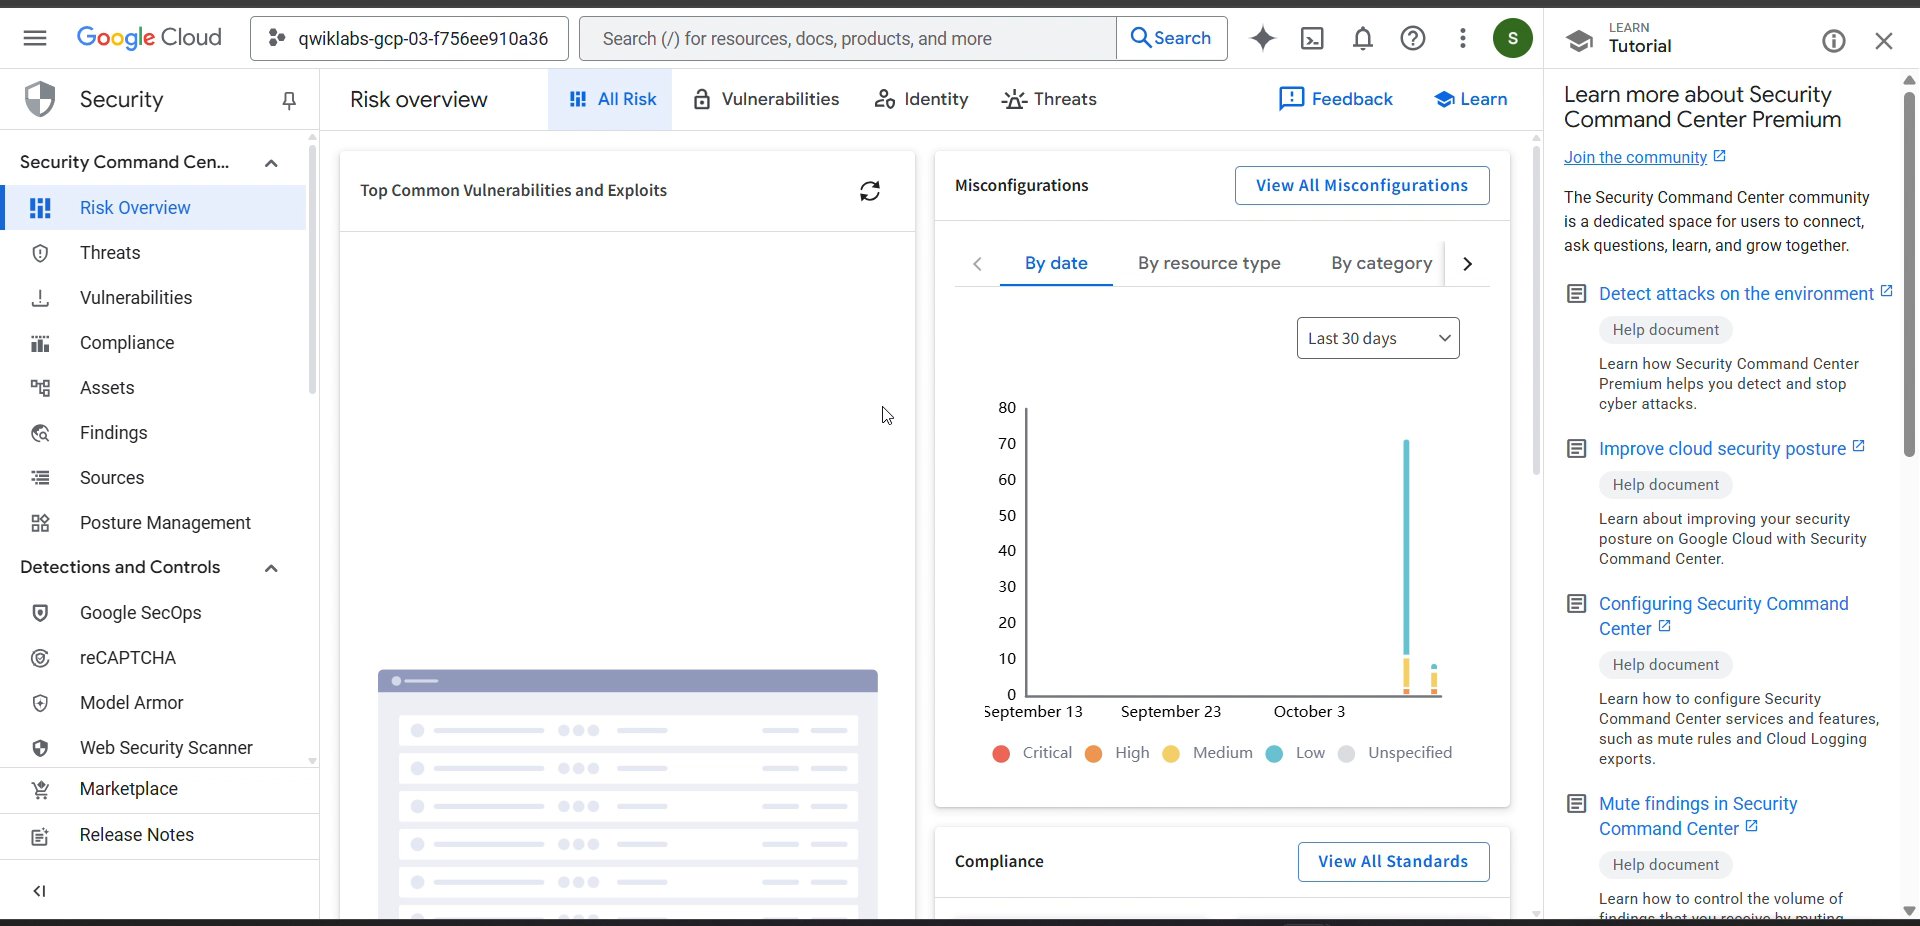 Google Cloud
qwiklabs-gcp-03-f756ee910a36
Search (/) for resources, docs, products, and more
Search
S
LEARN
Tutorial
Security
Risk overview
All Risk
Vulnerabilities
Identity
Threats
Feedback
Learn
Security Command Cen...
Risk Overview
Threats
Vulnerabilities
Compliance
Assets
Findings
Sources
Posture Management
Detections and Controls
Google SecOps
reCAPTCHA
Model Armor
Web Security Scanner
Marketplace
Release Notes
Top Common Vulnerabilities and Exploits
Misconfigurations
View All Misconfigurations
By date
By resource type
By category
Last 30 days
80
70
60
50
40
30
20
10
0
September 13
September 23
October 3
Critical
High
Medium
Low
Unspecified
Compliance
View All Standards
Learn more about Security
Command Center Premium
Join the community
The Security Command Center community
is a dedicated space for users to connect,
ask questions, learn, and grow together.
Detect attacks on the environment
Help document
Learn how Security Command Center
Premium helps you detect and stop
cyber attacks.
Improve cloud security posture
Help document
Learn about improving your security
posture on Google Cloud with Security
Command Center.
Configuring Security Command
Center
Help document
Learn how to configure Security
Command Center services and features,
such as mute rules and Cloud Logging
exports.
Mute findings in Security
Command Center
Help document
Learn how to control the volume of
findings that you receive by muting